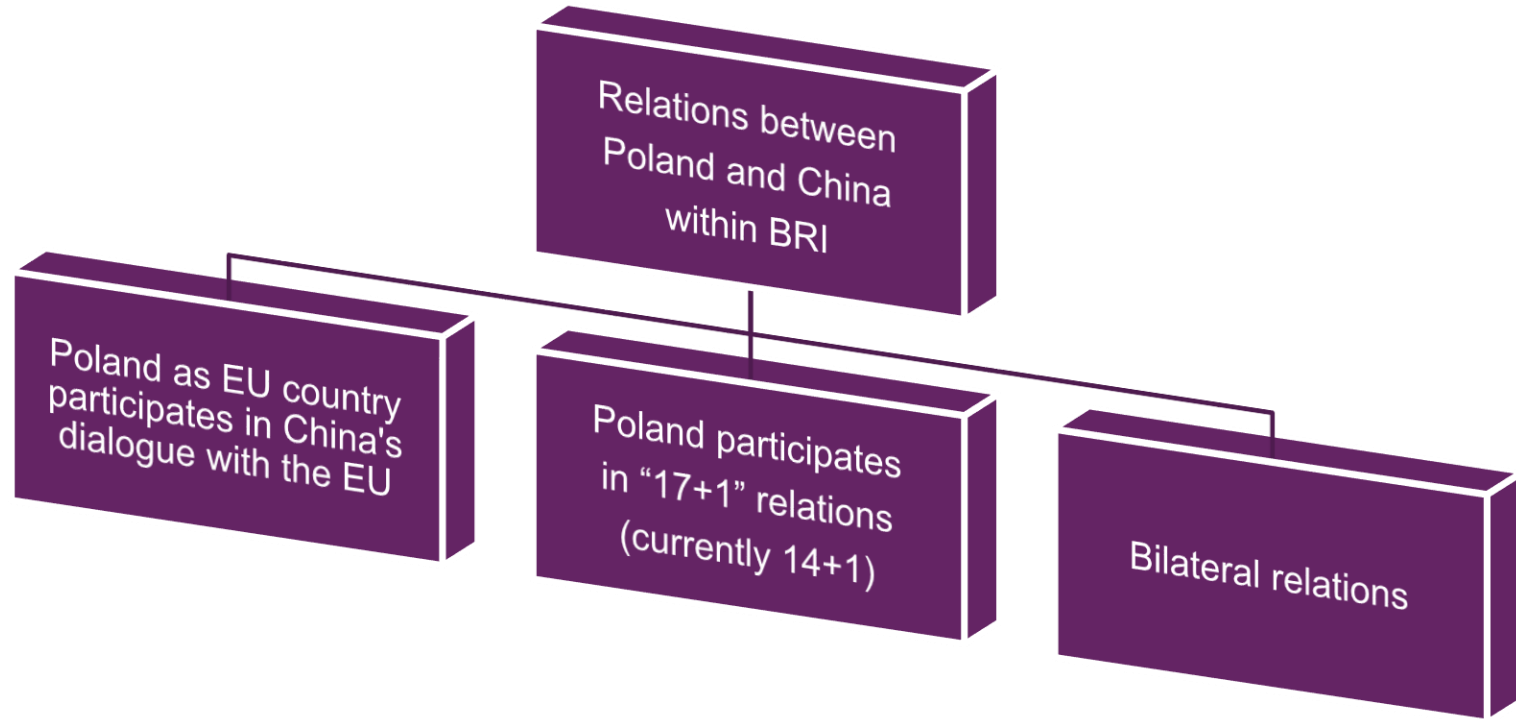 Relations between
Poland and China
within BRI
Poland as EU country
participates in China's
dialogue with the EU
Poland participates
in “17+1” relations
(currently 14+1)
Bilateral relations